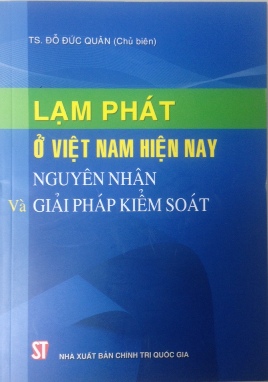 TS. ĐỖ ĐỨC QUÂN (Chủ biên)
LẠM PHÁT
Ở VIỆT NAM HIỆN NAY
NGUYÊN NHÂN
Và GIẢI PHÁP KIỂM SOÁT
ST NHÀ XUẤT BẢN CHÍNH TRỊ QUỐC GIA